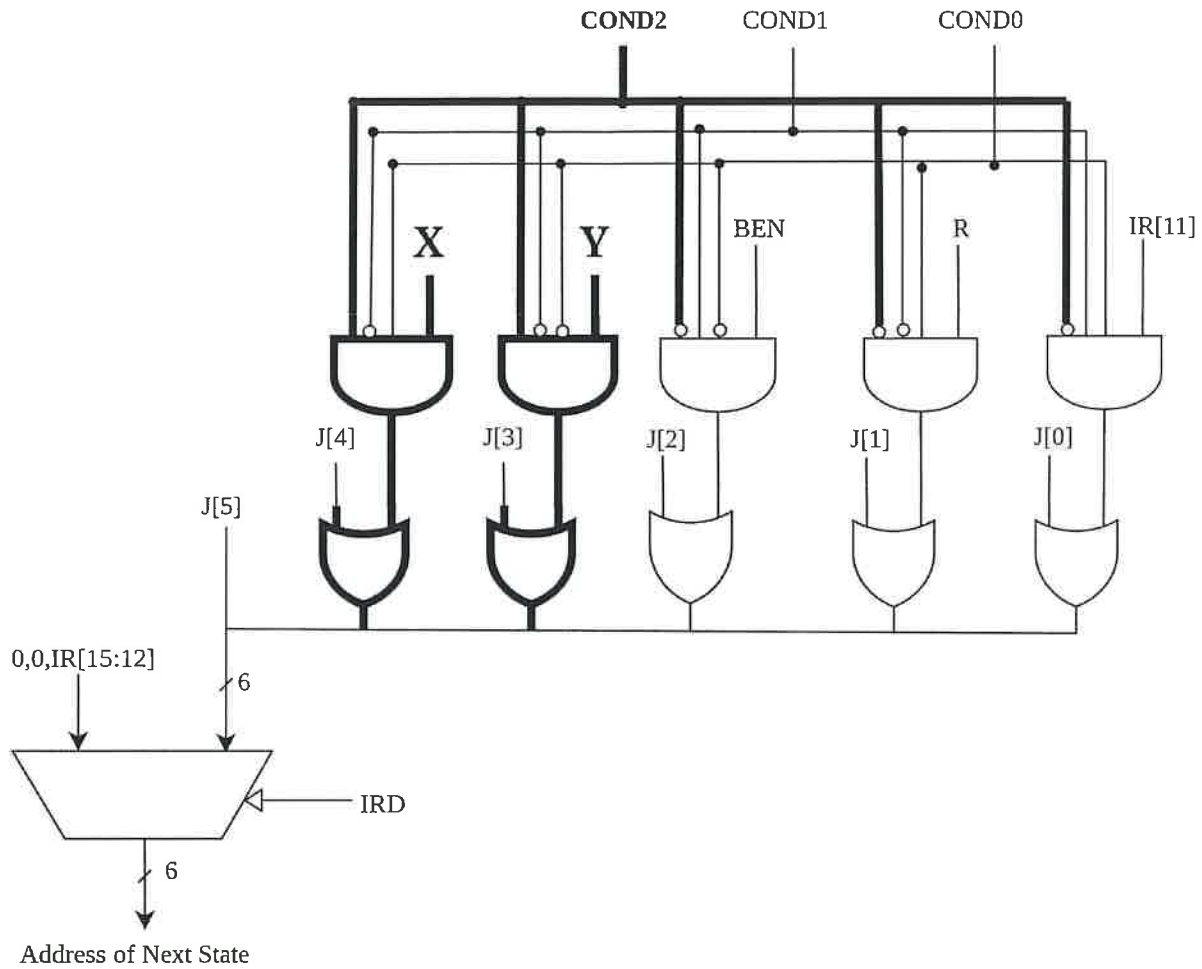 COND2
COND1
COND0
X
Y
BEN
R
IR[11]
J[4]
J[3]
J[2]
J[1]
J[0]
J[5]
0,0,IR[15:12]
6
IRD
6
Address of Next State